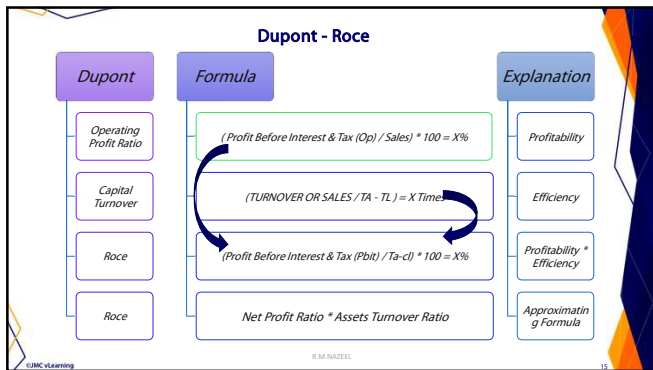 Dupont - Roce
Dupont
Formula
Explanation
Operating
Profit Ratio
( Profit Before Interest & Tax (Op) / Sales) * 100 = X%
Profitability
Capital
Turnover
(TURNOVER OR SALES / TA - TL ) = X Times
Efficiency
Roce
(Profit Before Interest & Tax (Pbit) / Ta-cl) * 100 = X%
Profitability *
Efficiency
Roce
Net Profit Ratio * Assets Turnover Ratio
Approximatin
g Formula
©JMC vLearning
R.M.NAZEEL
15